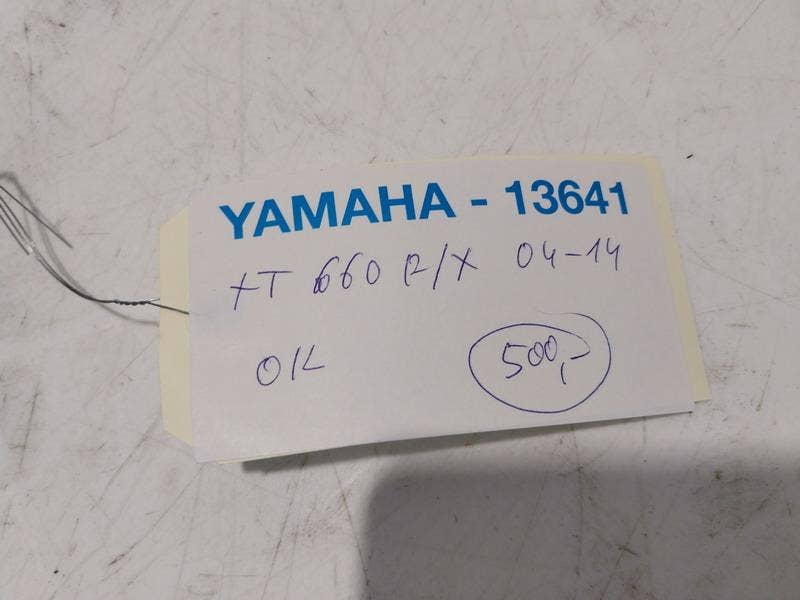 YAMAHA - 13641
XT 660 R/X 04-14
OK
500,-